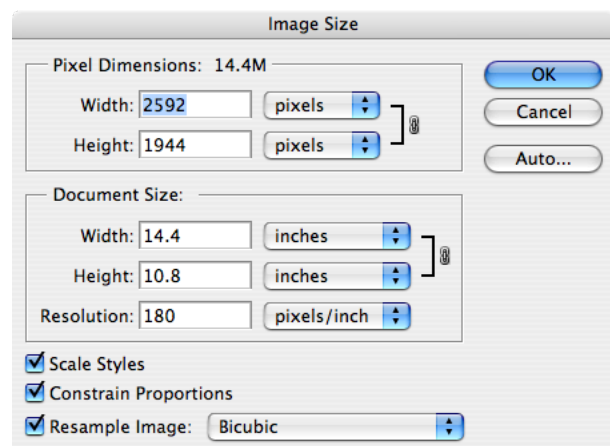 Image Size
Pixel Dimensions: 14.4M
Width: 2592 pixels
Height: 1944 pixels
OK
Cancel
Auto...
Document Size:
Width: 14.4 inches
Height: 10.8 inches
Resolution: 180 pixels/inch
Scale Styles
Constrain Proportions
Resample Image: Bicubic